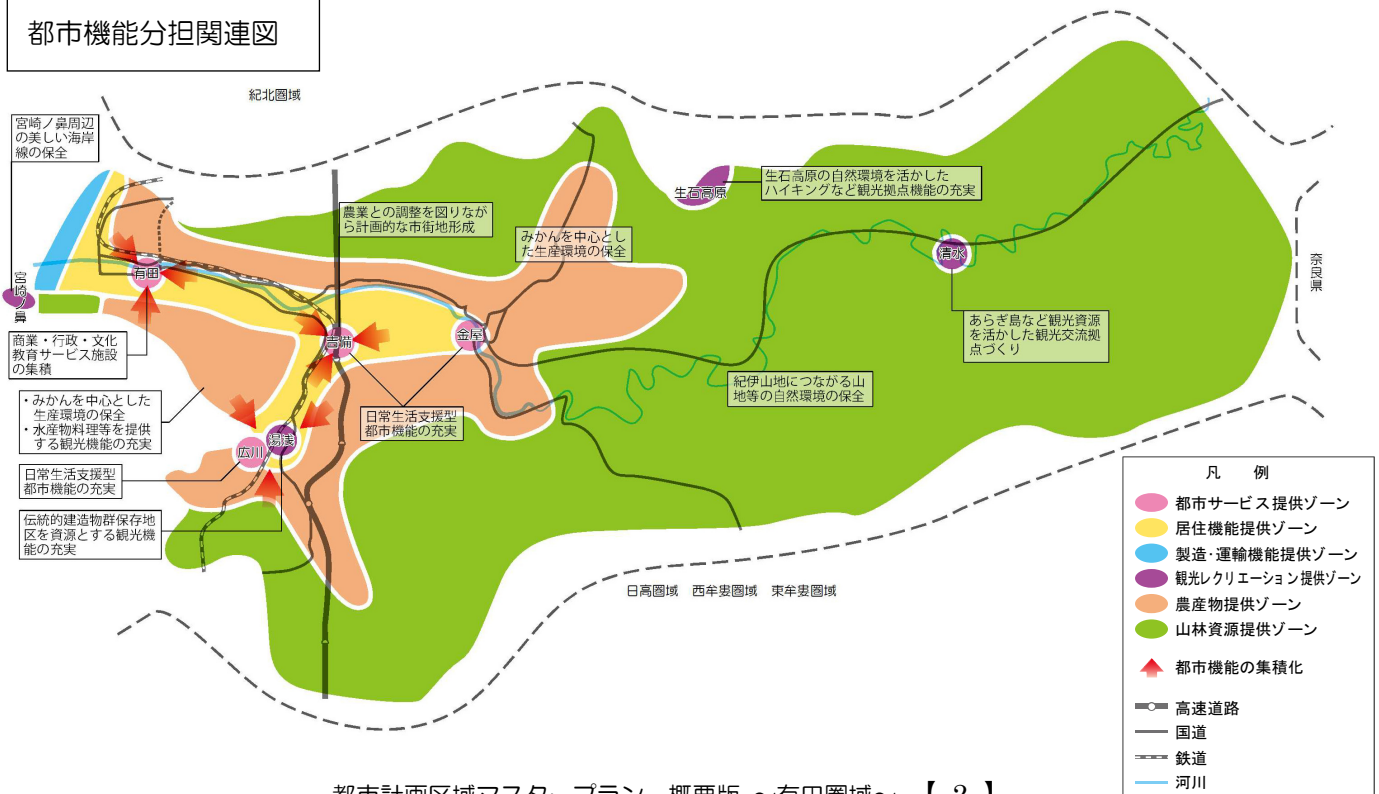 都市機能分担関連図
紀北圏域
宮崎ノ鼻周辺
の美しい海岸
線の保全
生石高原
生石高原の自然環境を活かした
ハイキングなど観光拠点機能の充実
農業との調整を図りなが
ら計画的な市街地形成
みかんを中心とし
た生産環境の保全
有田
清水
奈良県
宮崎ノ鼻
吉備
金屋
商業・行政・文化
教育サービス施設
の集積
あらぎ島など観光資源
を活かした観光交流拠
点づくり
紀伊山地につながる山
地等の自然環境の保全
・みかんを中心とした
生産環境の保全
・水産物料理等を提供
する観光機能の充実
日常生活支援型
都市機能の充実
湯浅
広川
日常生活支援型
都市機能の充実
伝統的建造物群保存地
区を資源とする観光機
能の充実
日高圏域 西牟婁圏域 東牟婁圏域
凡 例
都市サービス提供ゾーン
居住機能提供ゾーン
製造・運輸機能提供ゾーン
観光レクリエーション提供ゾーン
農産物提供ゾーン
山林資源提供ゾーン
都市機能の集積化
高速道路
国道
鉄道
河川